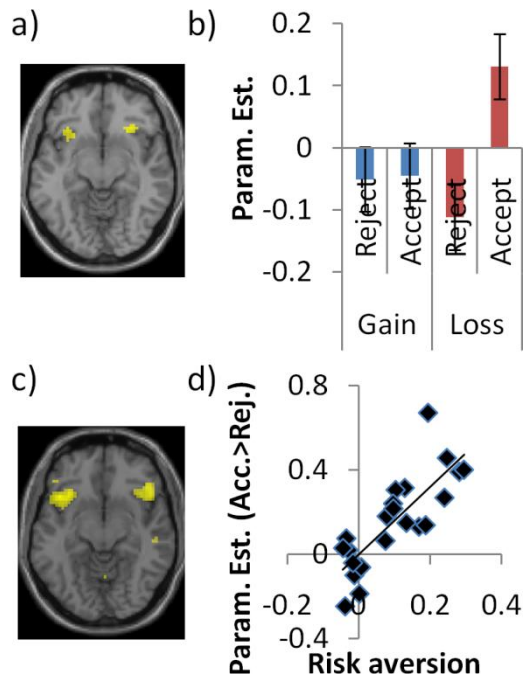 a)
b)
Param. Est.
0.2
0.1
0
-0.1
-0.2
Reject
Accept
Reject
Accept
Gain
Loss
c)
d)
Param. Est. (Acc.>Rej.)
0.8
0.4
0
-0.2
-0.4
0
0.2
0.4
Risk aversion